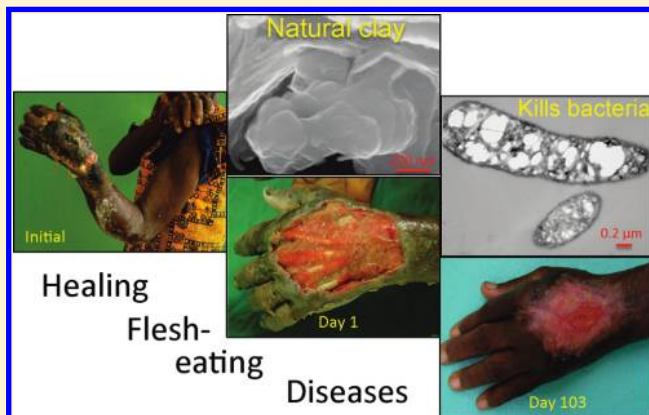 Natural clay
Kills bacteria
0.2 µm
Initial
Day 1
Healing
Flesh-
eating
Diseases
Day 103